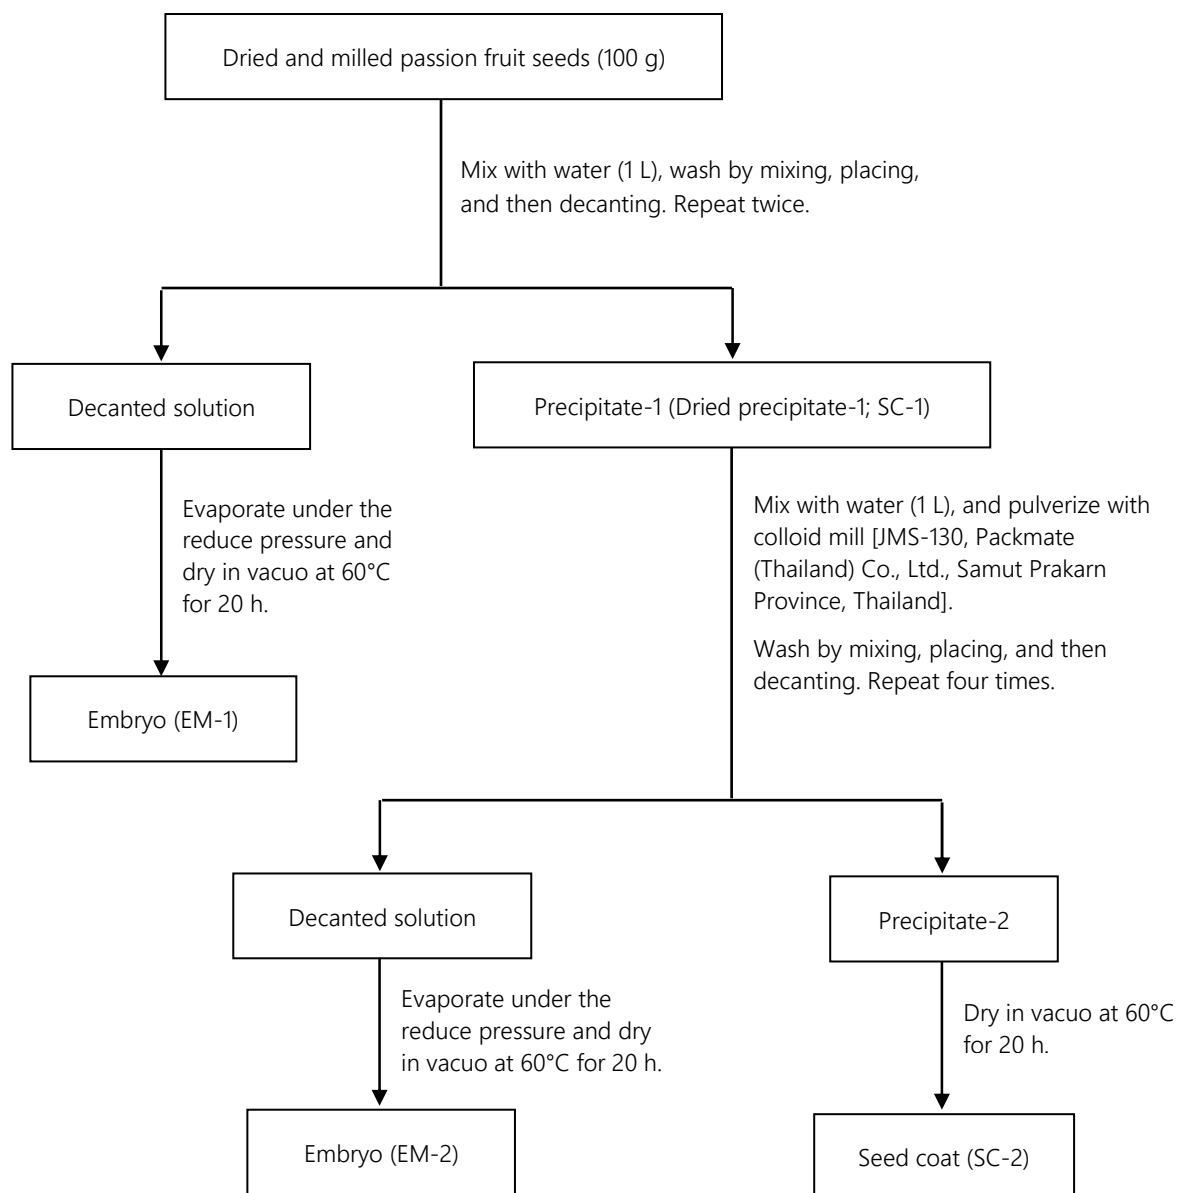 Dried and milled passion fruit seeds (100 g)
Mix with water (1 L), wash by mixing, placing,
and then decanting. Repeat twice.
Decanted solution
Precipitate-1 (Dried precipitate-1; SC-1)
Evaporate under the
reduce pressure and
dry in vacuo at 60°C
for 20 h.
Mix with water (1 L), and pulverize with
colloid mill [JMS-130, Packmate
(Thailand) Co., Ltd., Samut Prakarn
Province, Thailand].
Wash by mixing, placing, and then
decanting. Repeat four times.
Embryo (EM-1)
Decanted solution
Precipitate-2
Evaporate under the
reduce pressure and dry
in vacuo at 60°C for 20 h.
Dry in vacuo at 60°C
for 20 h.
Embryo (EM-2)
Seed coat (SC-2)